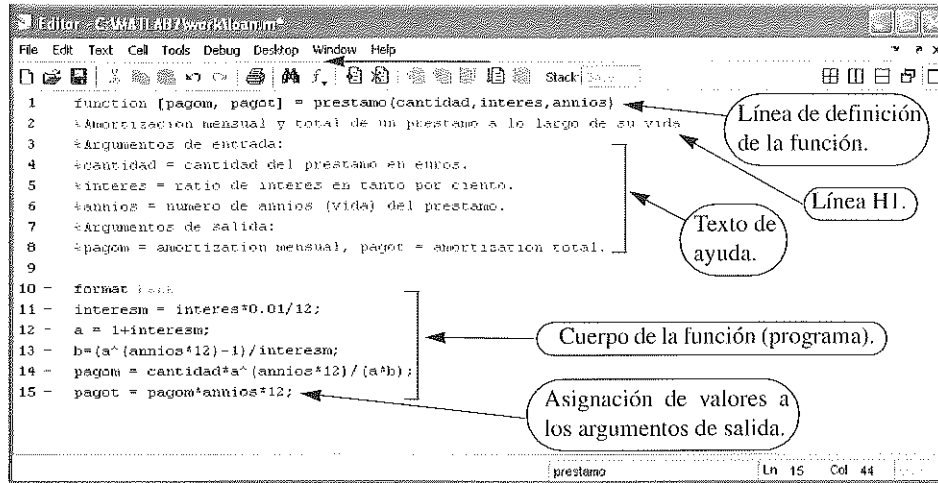 Editor - C:\MATLAB7\work\loan.m*
File Edit Text Cell Tools Debug Desktop Window Help
Stack:
1 function [pagom, pagot] = prestamo(cantidad,interes,annios)
2 %Amortizacion mensual y total de un prestamo a lo largo de su vida
3 %Argumentos de entrada:
4 %cantidad = cantidad del prestamo en euros.
5 %interes = ratio de interes en tanto por ciento.
6 %annios = numero de annios (vida) del prestamo.
7 %Argumentos de salida:
8 %pagom = amortizacion mensual, pagot = amortizacion total.
9
10 - format bank
11 - interesm = interes*0.01/12;
12 - a = 1+interesm;
13 - b=(a^(annios*12)-1)/interesm;
14 - pagom = cantidad*a^(annios*12)/(a*b);
15 - pagot = pagom*annios*12;
Línea de definición
de la función.
Línea H1.
Texto de
ayuda.
Cuerpo de la función (programa).
Asignación de valores a
los argumentos de salida.
prestamo Ln 15 Col 44